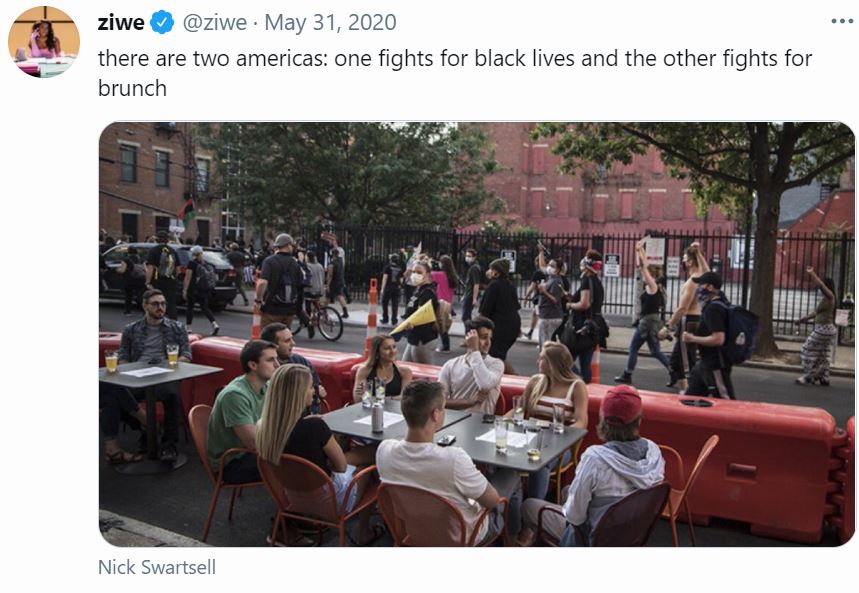 ziwe @ziwe · May 31, 2020
there are two americas: one fights for black lives and the other fights for
brunch
Nick Swartsell